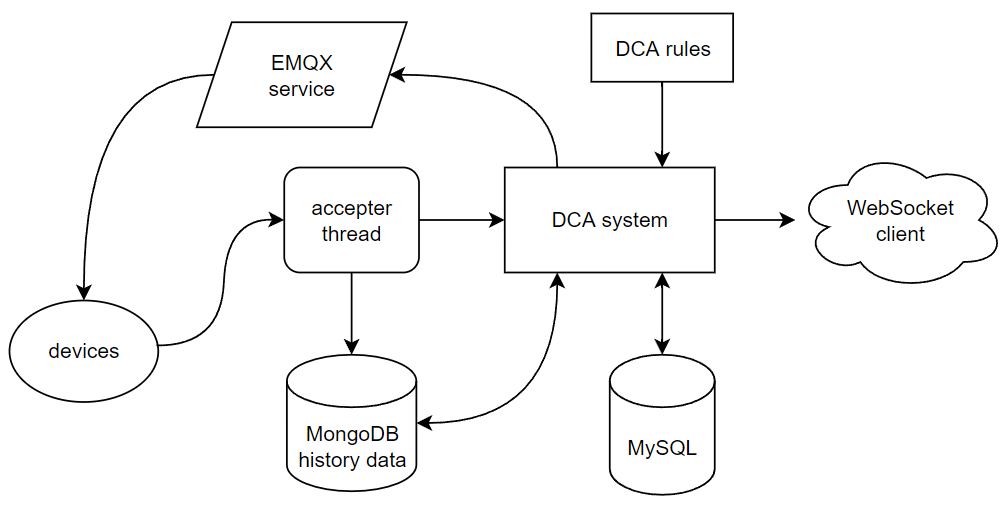 EMQX
service
DCA rules
accepter
thread
DCA system
WebSocket
client
devices
MongoDB
history data
MySQL